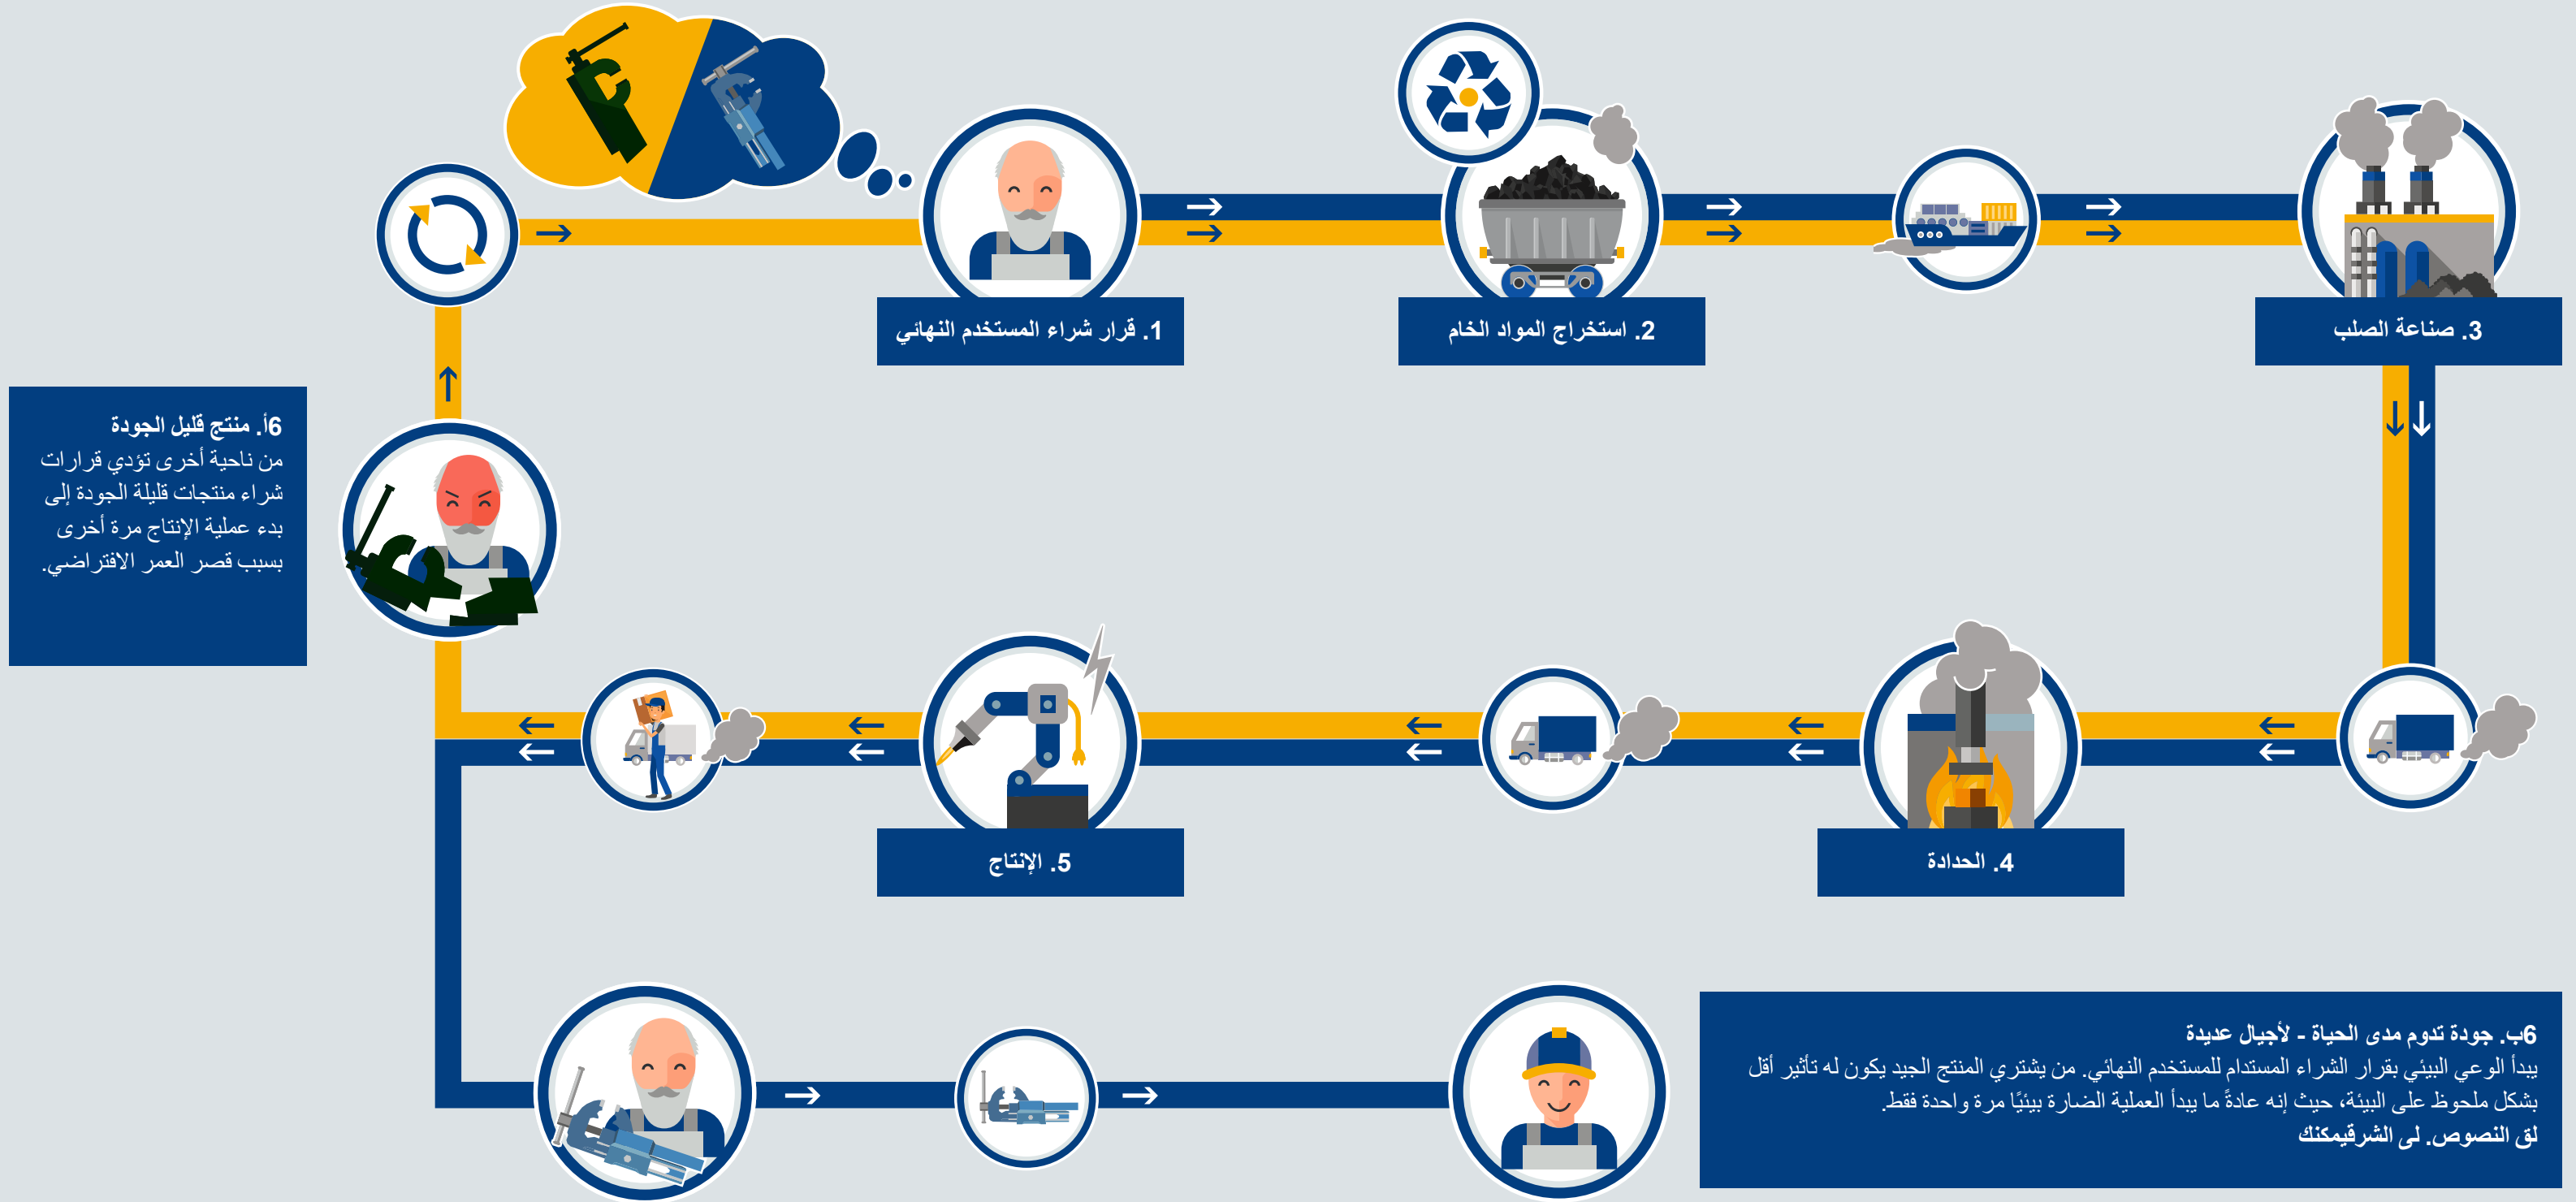 1. قرار شراء المستخدم النهائي
2. استخراج المواد الخام
3. صناعة الصلب
6أ. منتج قليل الجودة
من ناحية أخرى تؤدي قرارات
شراء منتجات قليلة الجودة إلى
بدء عملية الإنتاج مرة أخرى
بسبب قصر العمر الافتراضي.
5. الإنتاج
4. الحدادة
6ب. جودة تدوم مدى الحياة - لأجيال عديدة
يبدأ الوعي البيئي بقرار الشراء المستدام للمستخدم النهائي. من يشتري المنتج الجيد يكون له تأثير أقل
بشكل ملحوظ على البيئة، حيث إنه عادةً ما يبدأ العملية الضارة بيئيًا مرة واحدة فقط.
لق النصوص. لى الشرقيمكنك